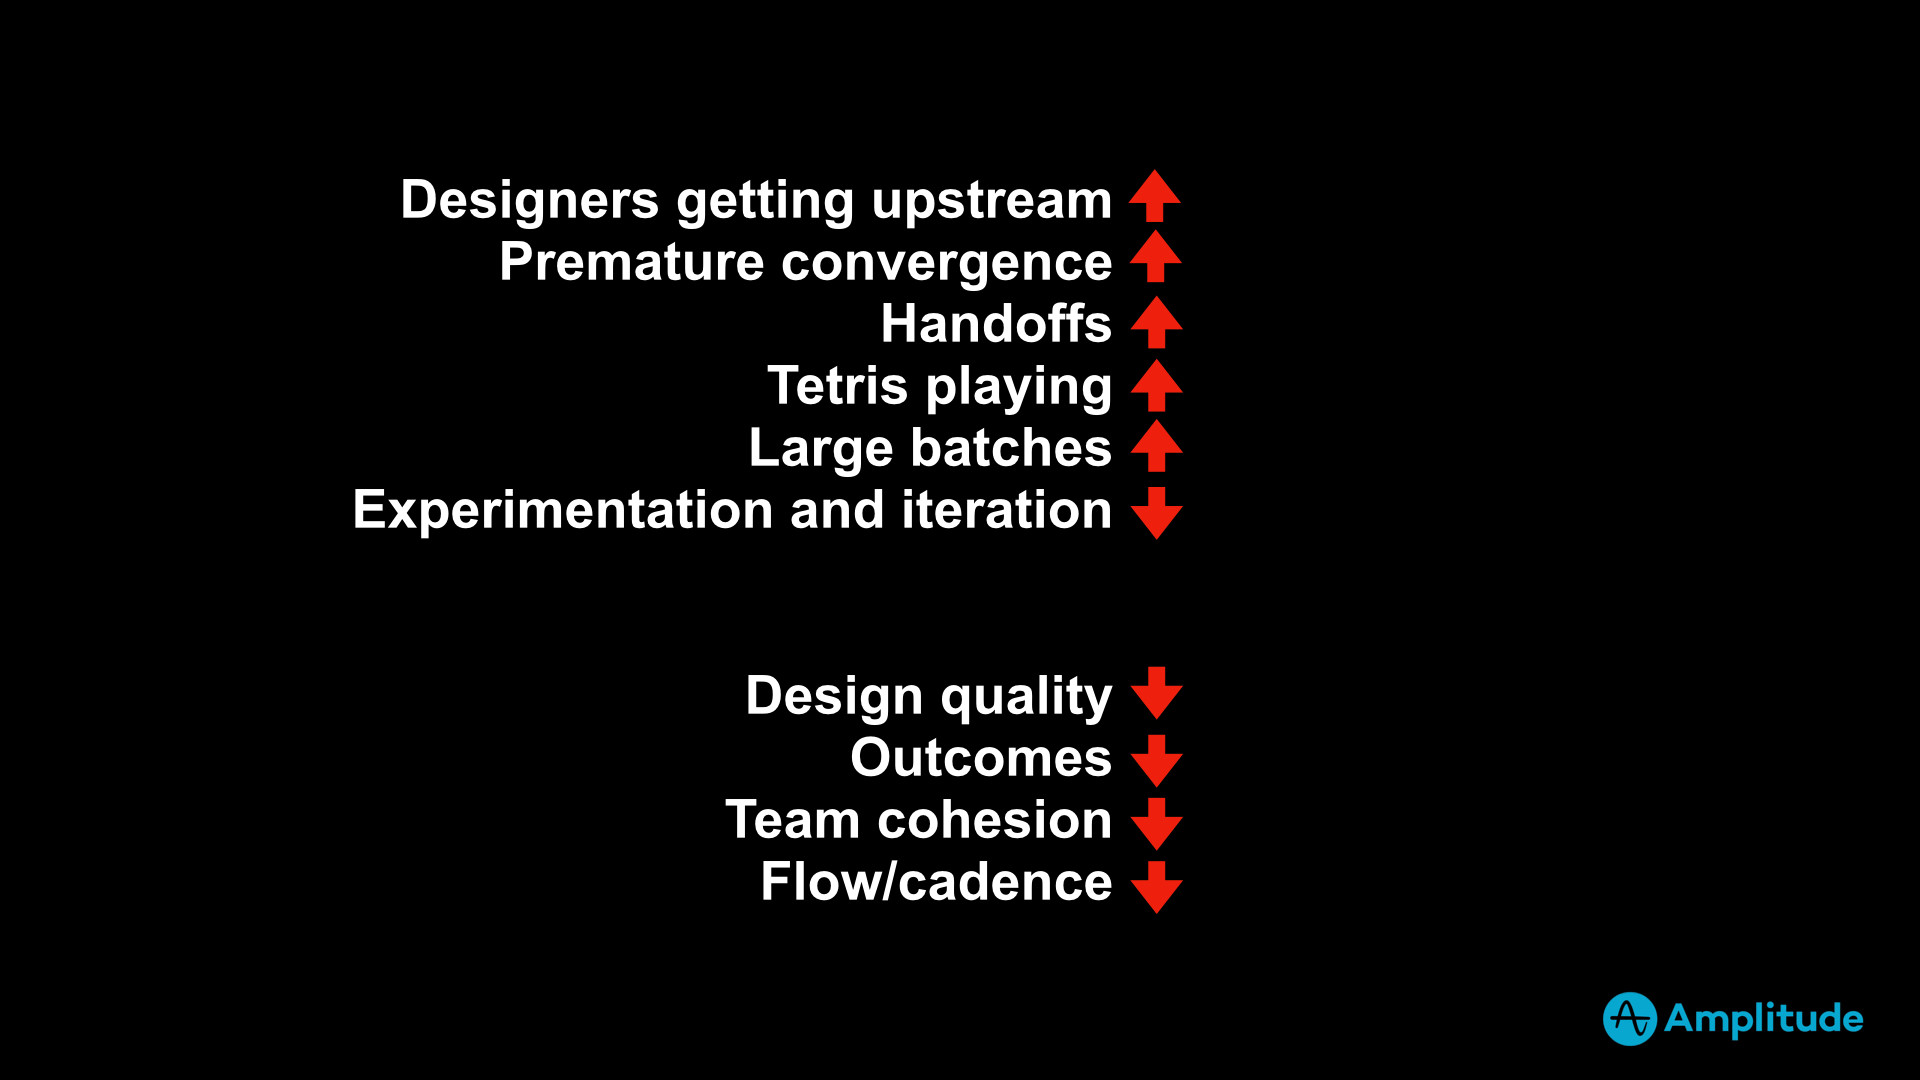 Designers getting upstream
Premature convergence
Handoffs
Tetris playing
Large batches
Experimentation and iteration
Design quality
Outcomes
Team cohesion
Flow/cadence
Amplitude